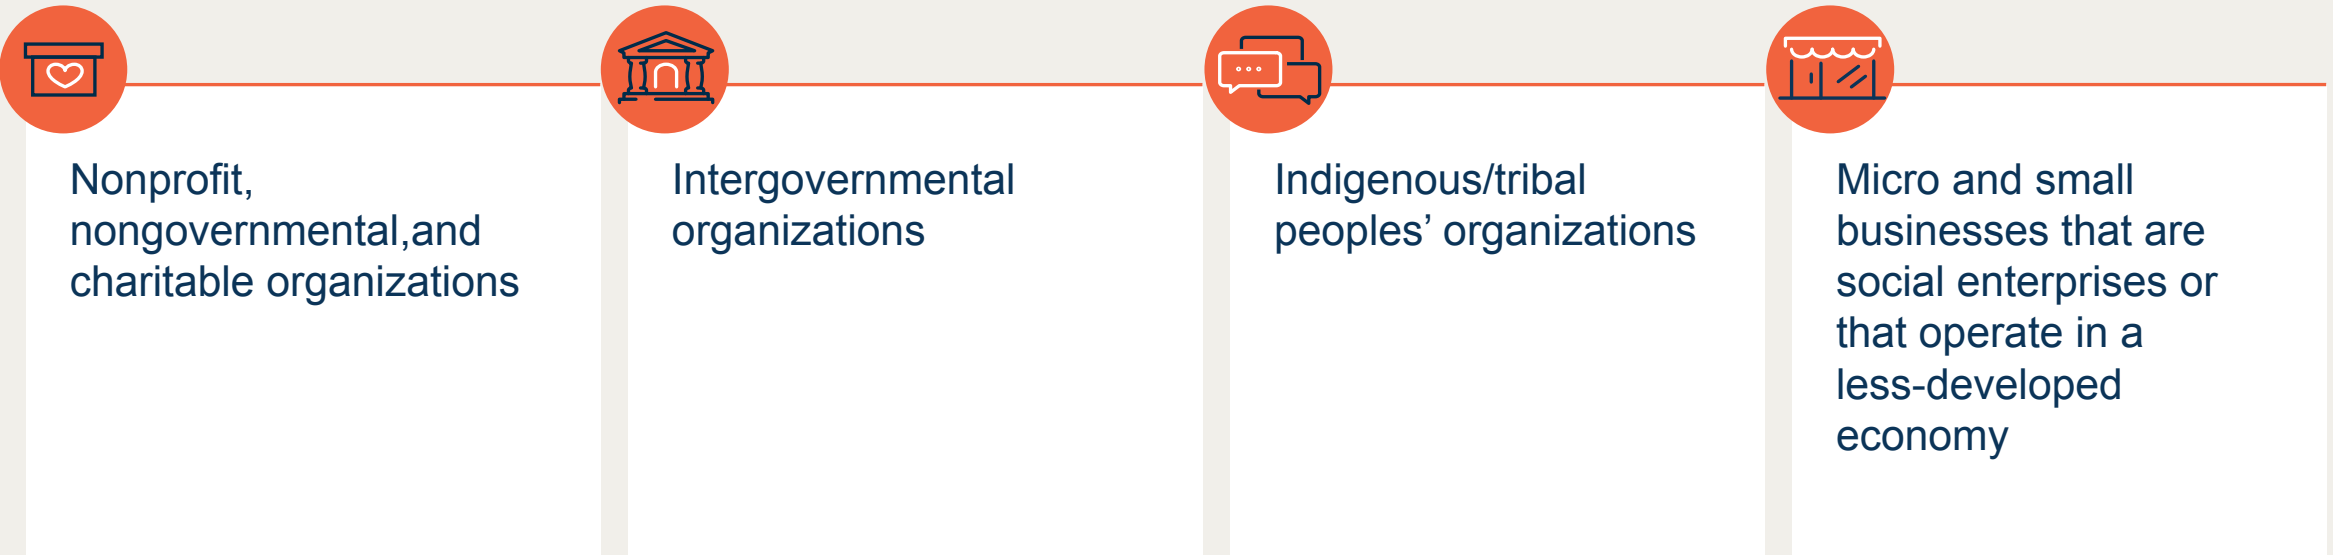 Nonprofit,
nongovernmental,and
charitable organizations
Intergovernmental
organizations
Indigenous/tribal
peoples’ organizations
Micro and small
businesses that are
social enterprises or
that operate in a
less-developed
economy